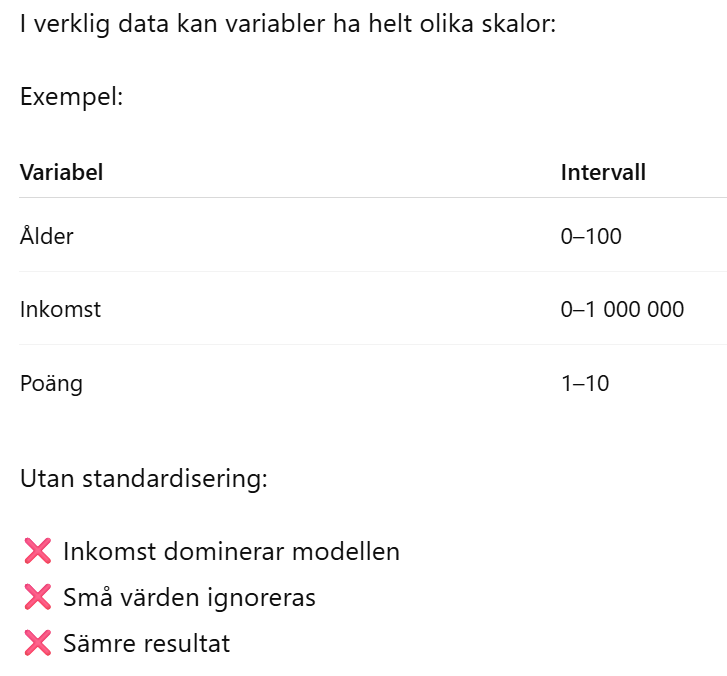 I verklig data kan variabler ha helt olika skalor:
Exempel:
Variabel Intervall
Ålder 0–100
Inkomst 0–1 000 000
Poäng 1–10
Utan standardisering:
❌ Inkomst dominerar modellen
❌ Små värden ignoreras
❌ Sämre resultat